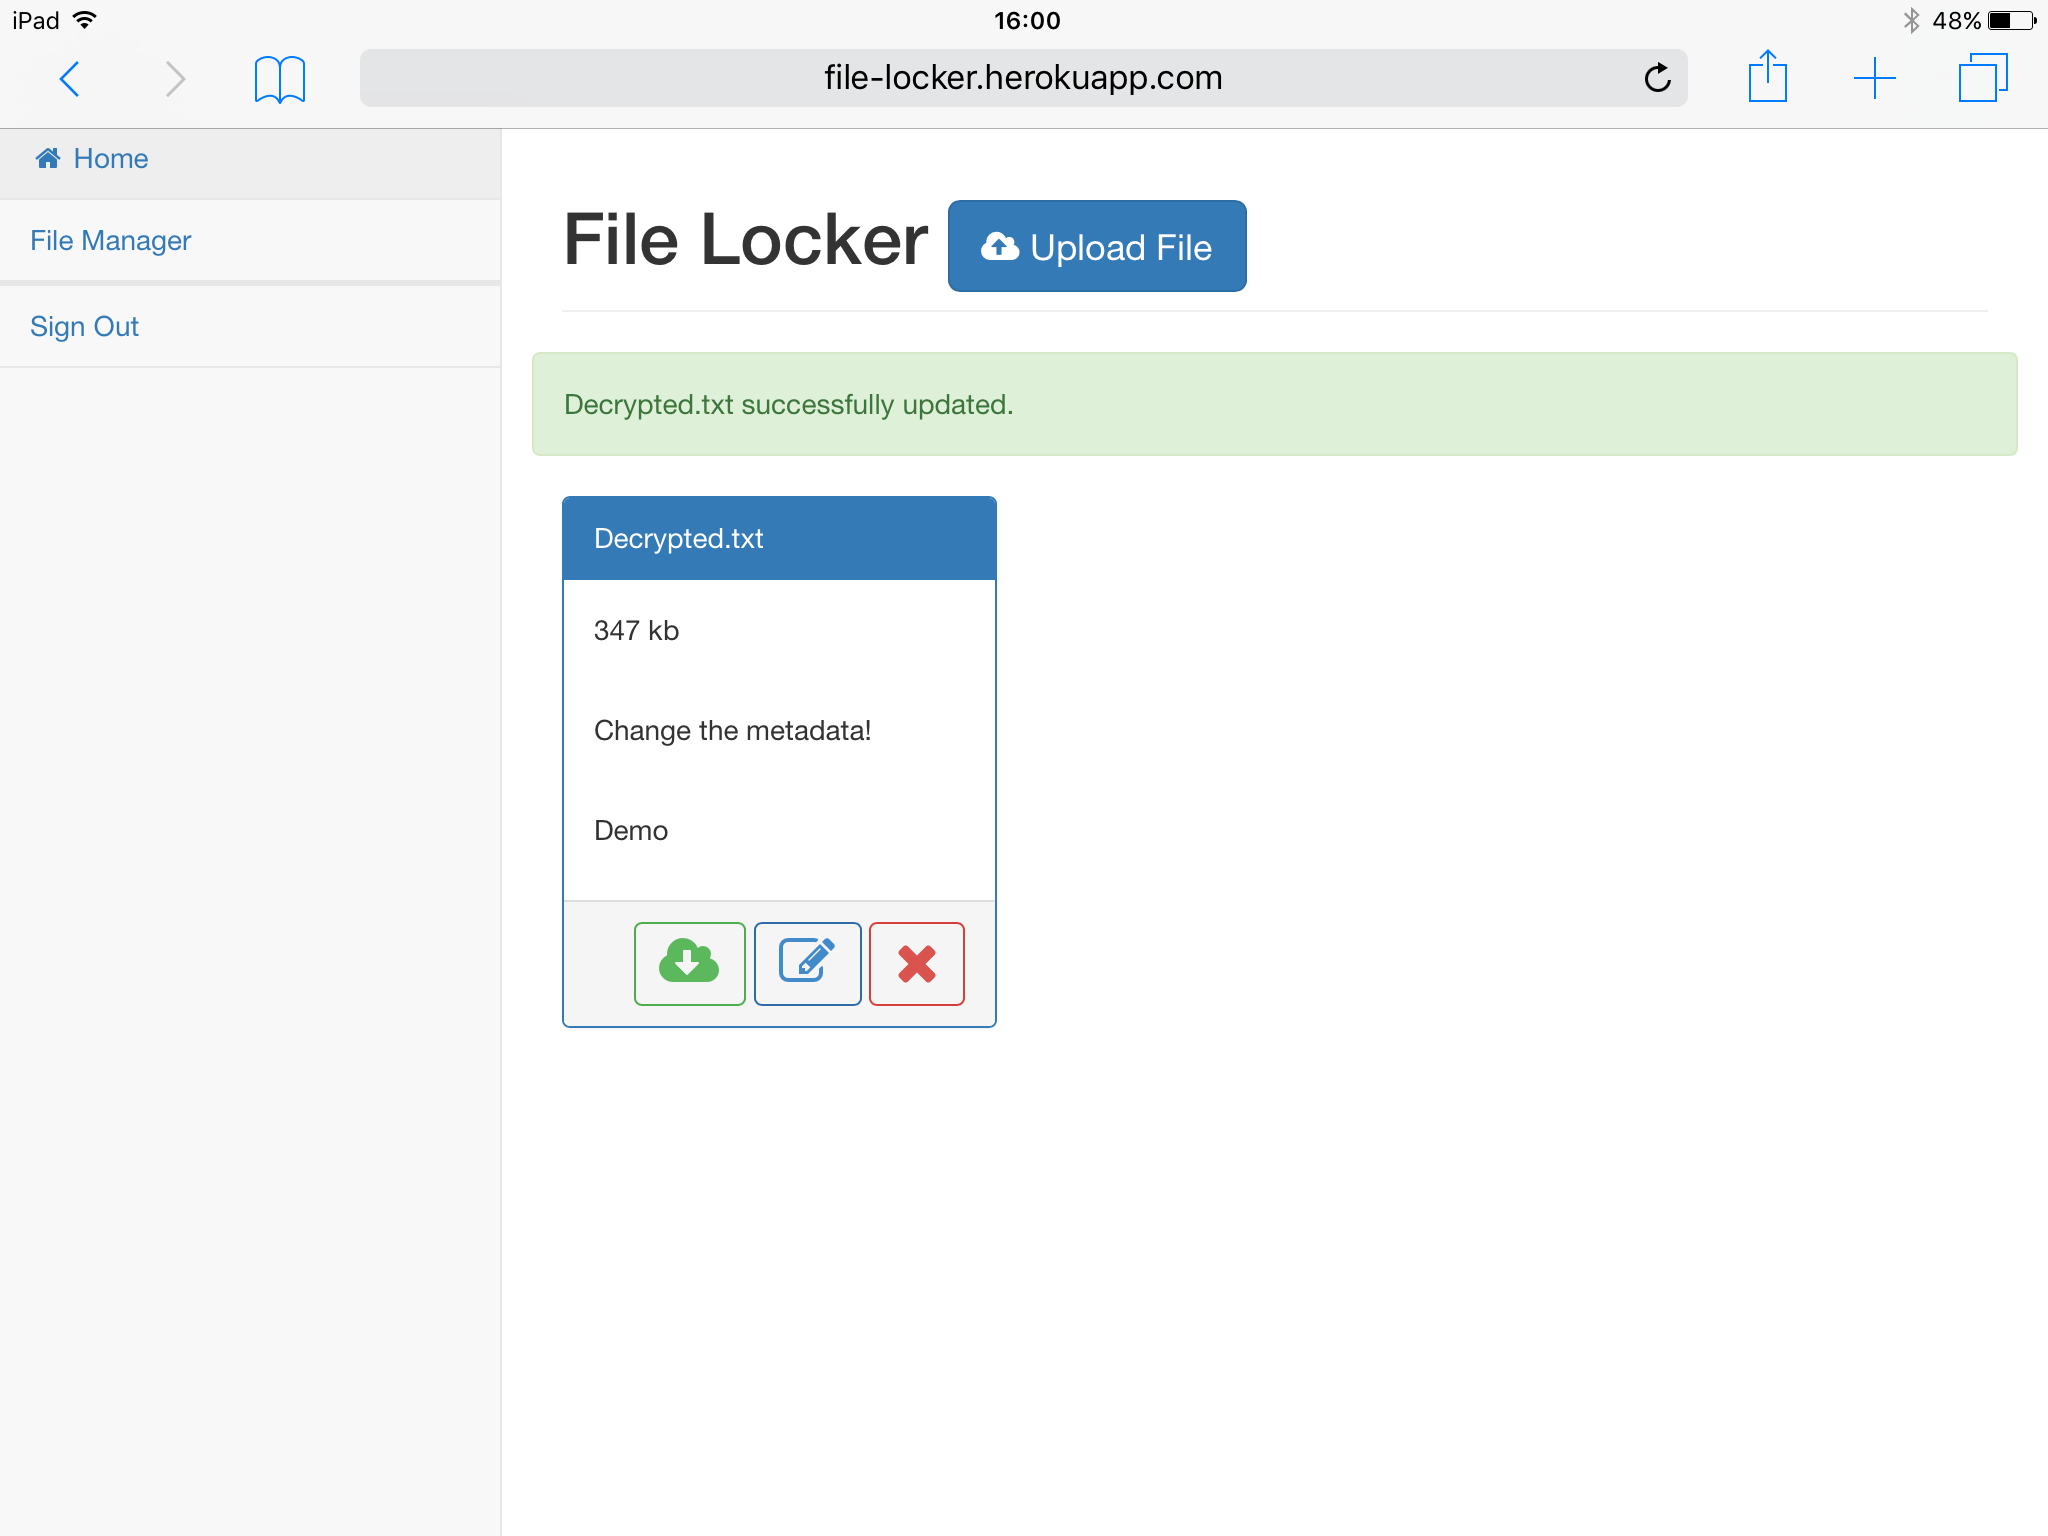 iPad 16:00 48%
file-locker.herokuapp.com
Home
File Manager
Sign Out
File Locker Upload File
Decrypted.txt successfully updated.
Decrypted.txt
347 kb
Change the metadata!
Demo